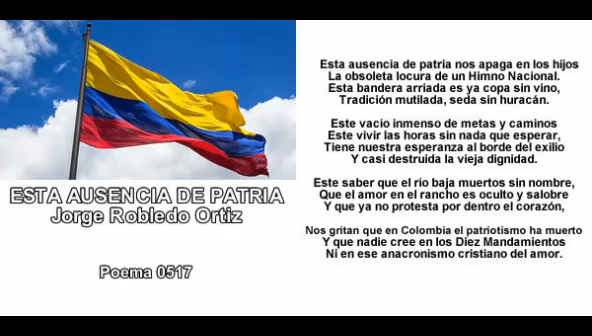 ESTA AUSENCIA DE PATRIA
Jorge Robledo Ortiz
Poema 0517
Esta ausencia de patria nos apaga en los hijos
La obsoleta locura de un Himno Nacional.
Esta bandera arriada es ya copa sin vino,
Tradición mutilada, seda sin huracán.
Este vacío inmenso de metas y caminos
Este vivir las horas sin nada que esperar,
Tiene nuestra esperanza al borde del exilio
Y casi destruida la vieja dignidad.
Este saber que el río baja muertos sin nombre,
Que el amor en el rancho es oculto y salobre
Y que ya no protesta por dentro el corazón,
Nos gritan que en Colombia el patriotismo ha muerto
Y que nadie cree en los Diez Mandamientos
Ni en ese anacronismo cristiano del amor.